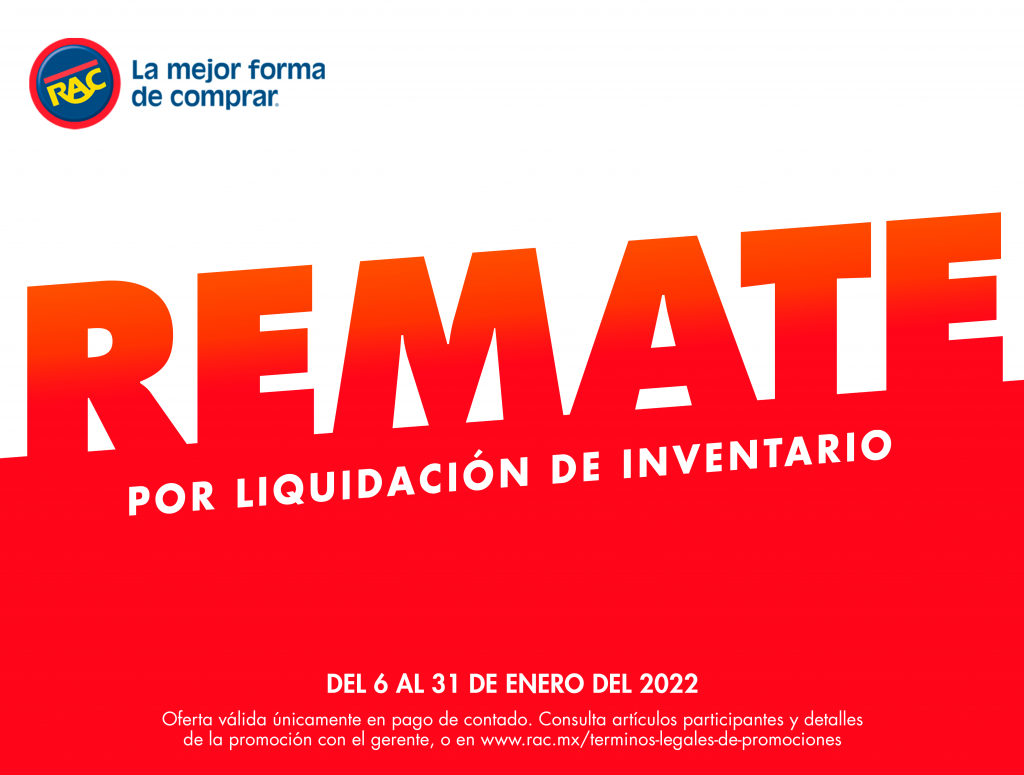 RAC
La mejor forma
de comprar.
REMATE
POR LIQUIDACIÓN DE INVENTARIO
DEL 6 AL 31 DE ENERO DEL 2022
Oferta válida únicamente en pago de contado. Consulta artículos participantes y detalles
de la promoción con el gerente, o en www.rac.mx/terminos-legales-de-promociones